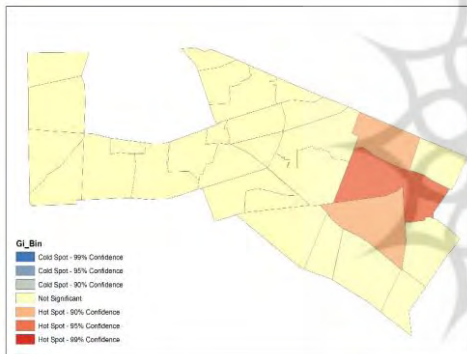 Gi_Bin
Cold Spot - 99% Confidence
Cold Spot - 95% Confidence
Cold Spot - 90% Confidence
Not Significant
Hot Spot - 90% Confidence
Hot Spot - 95% Confidence
Hot Spot - 99% Confidence